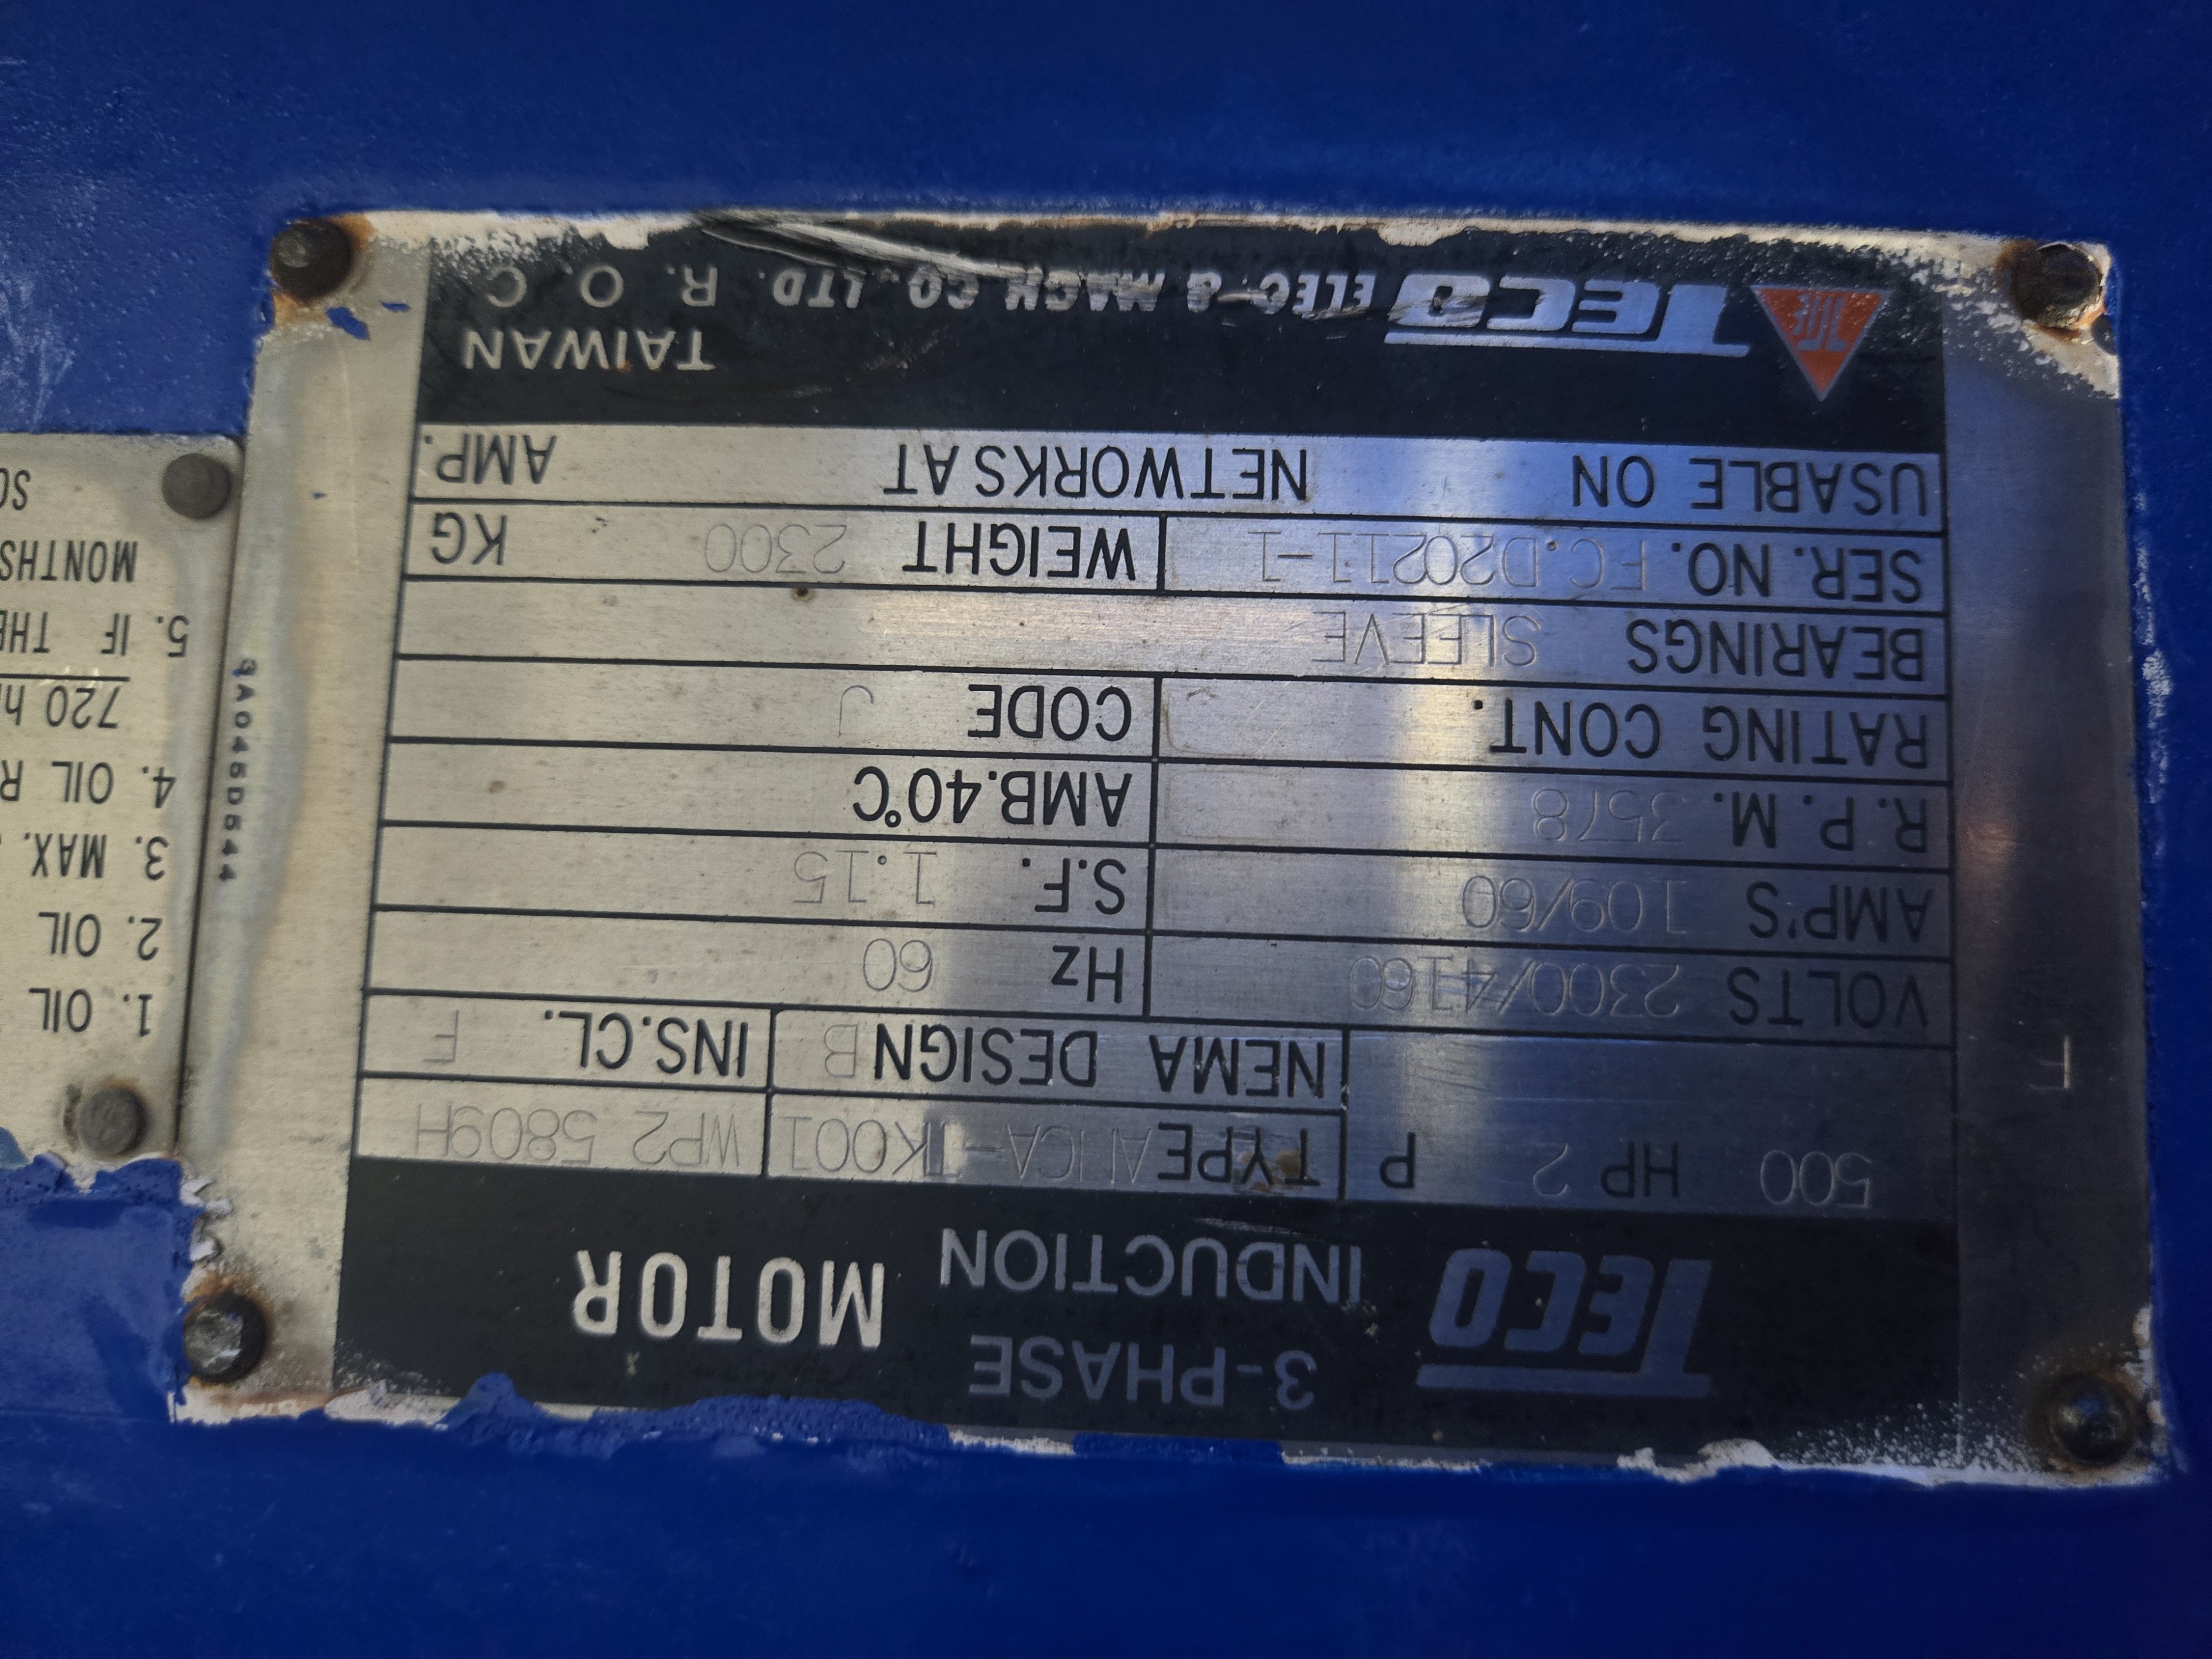 TECO 3-PHASE INDUCTION MOTOR
500 HP 2 P TYPE WP2 5809H
NEMA DESIGN B INS.CL. F
VOLTS 2300/4160 Hz 60
AMP'S 109/60 S.F. 1.15
R.P.M. 3578 AMB.40°C
RATING CONT. CODE J
BEARINGS SLEEVE
SER. NO. FC.D20211-1 WEIGHT 2300 KG
USABLE ON NETWORKS AT AMP.
TECO ELEC. & MACH. CO., LTD. TAIWAN R.O.C
3A045D544
1. OIL
2. OIL
3. MAX.
4. OIL R
720 h
5. IF THE
MONTHS
SO